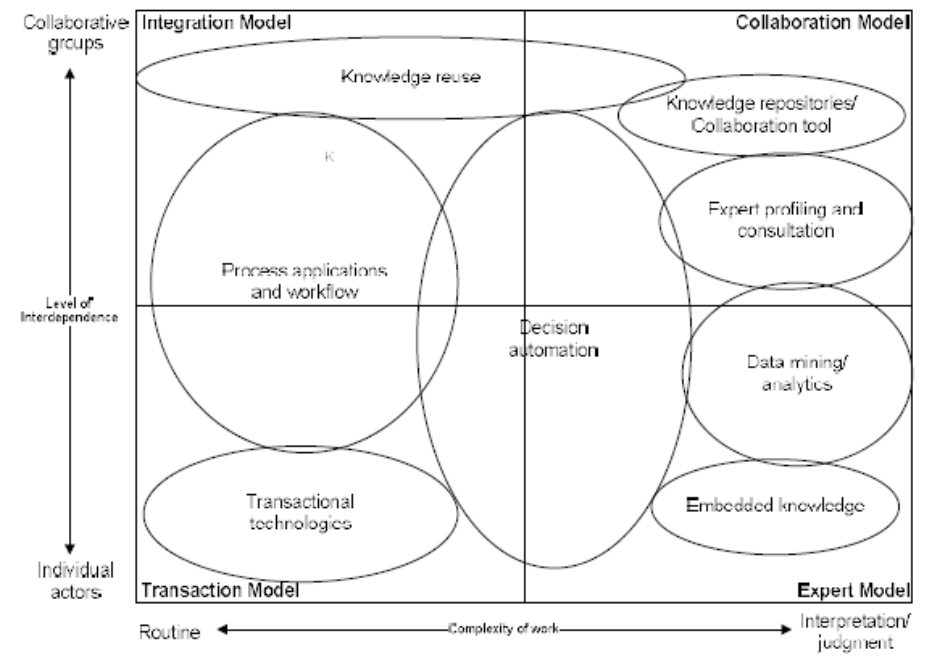 Collaborative
groups
Integration Model
Collaboration Model
Knowledge reuse
Knowledge repositories/
Collaboration tool
K
Expert profiling and
consultation
Process applications
and workflow
Level of
Interdependence
Decision
automation
Data mining/
analytics
Transactional
technologies
Embedded knowledge
Individual
actors
Transaction Model
Expert Model
Routine
Complexity of work
Interpretation/
judgment